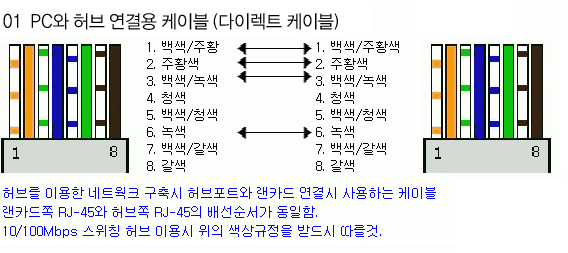 01 PC와 허브 연결용 케이블 (다이렉트 케이블)
1. 백색/주황 1. 백색/주황색
2. 주황색 2. 주황색
3. 백색/녹색 3. 백색/녹색
4. 청색 4. 청색
5. 백색/청색 5. 백색/청색
6. 녹색 6. 녹색
7. 백색/갈색 7. 백색/갈색
8. 갈색 8. 갈색
1 8 1 8
허브를 이용한 네트웍크 구축시 허브포트와 랜카드 연결시 사용하는 케이블
랜카드쪽 RJ-45와 허브쪽 RJ-45의 배선순서가 동일함.
10/100Mbps 스위칭 허브 이용시 위의 색상규정을 받드시 따를것.